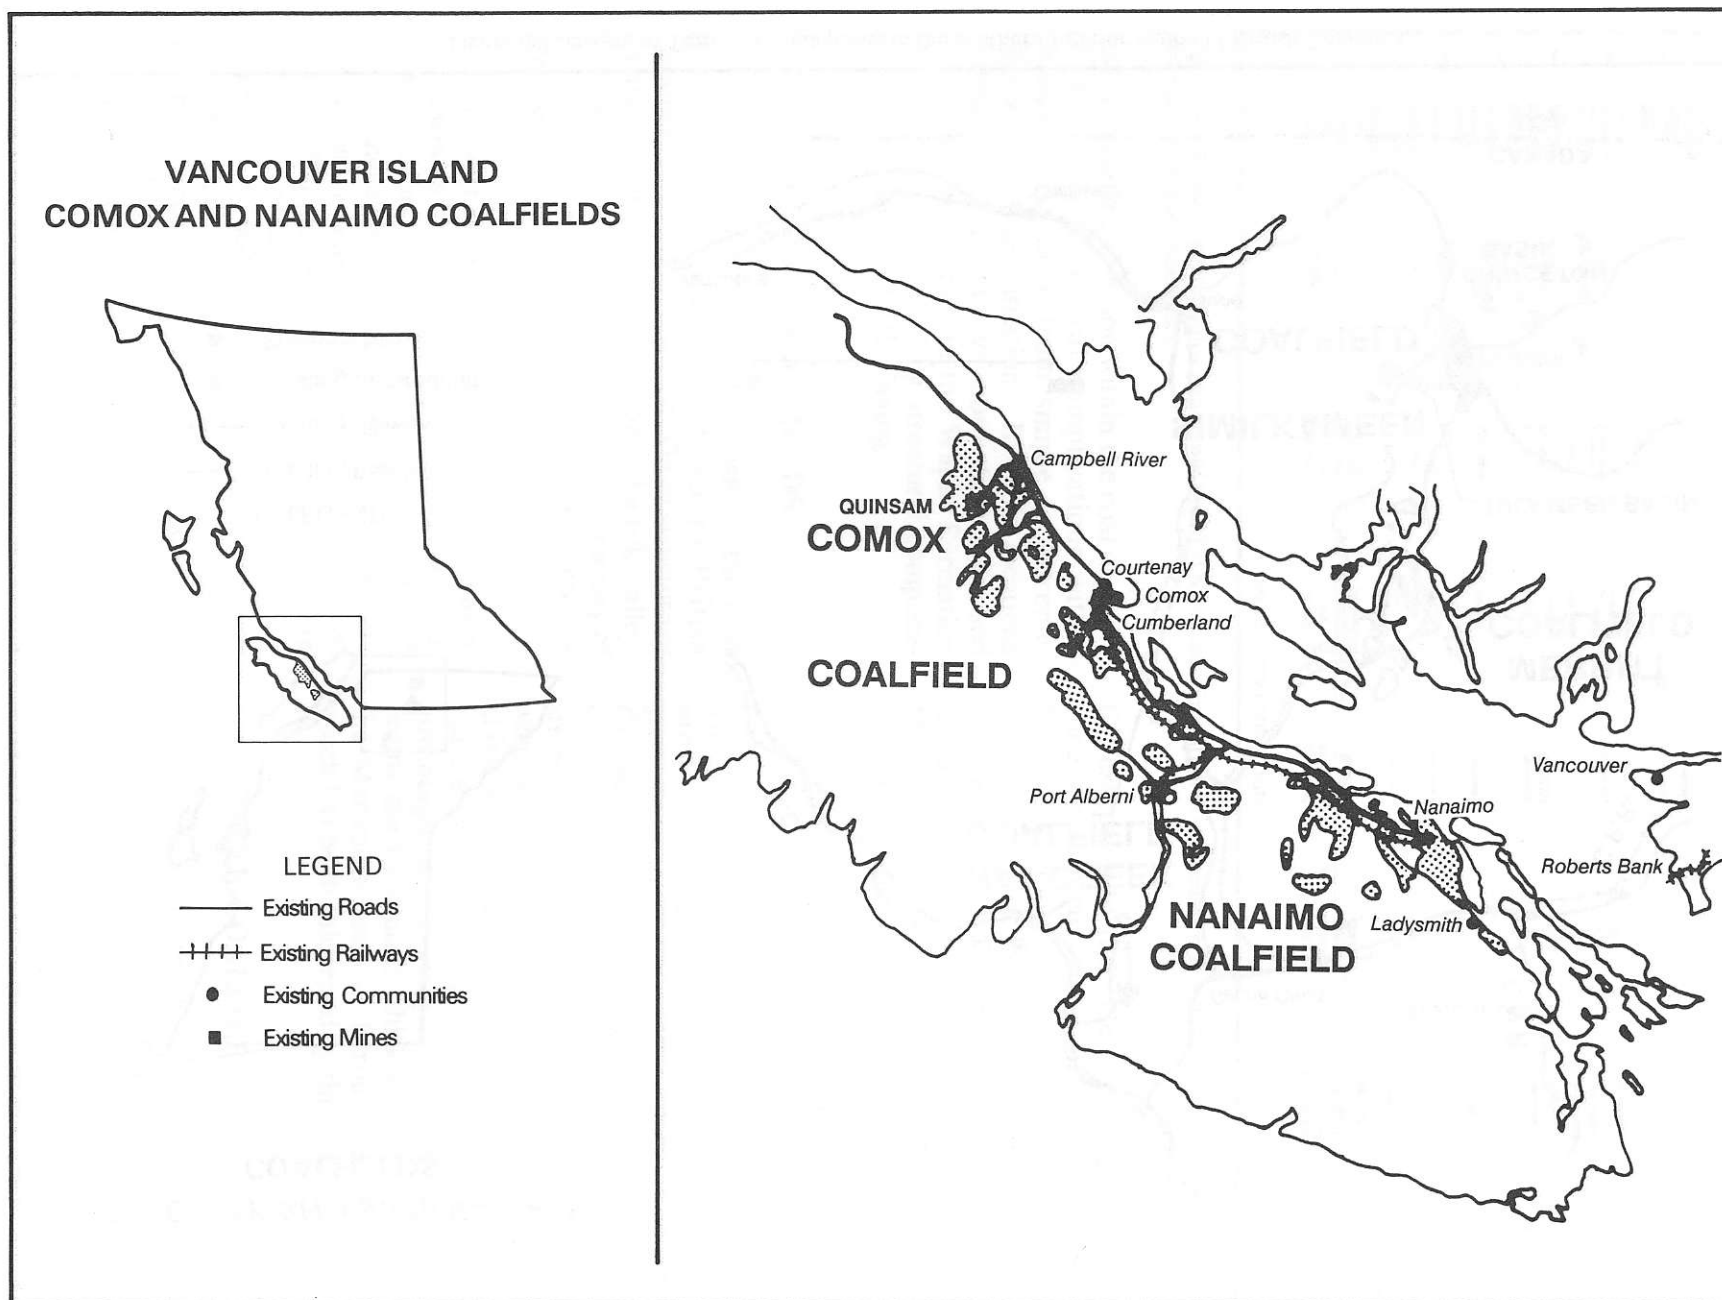 VANCOUVER ISLAND
COMOX AND NANAIMO COALFIELDS
LEGEND
Existing Roads
Existing Railways
Existing Communities
Existing Mines
Campbell River
QUINSAM
COMOX
Courtenay
Comox
Cumberland
COALFIELD
Vancouver
Port Alberni
Nanaimo
Roberts Bank
NANAIMO
COALFIELD
Ladysmith